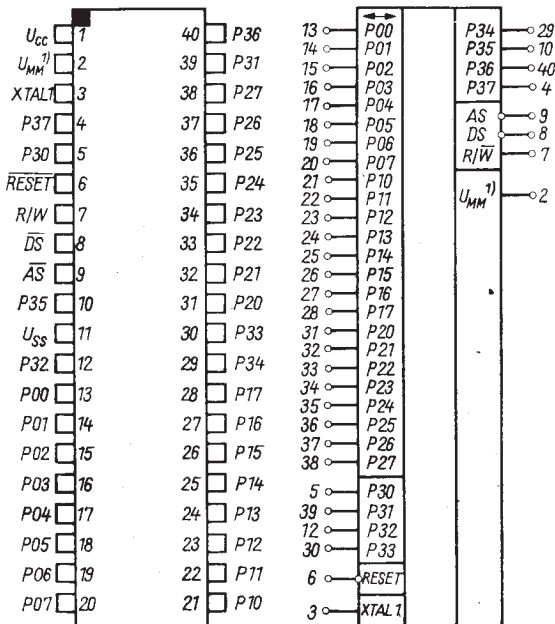 U_CC 1 40 P36
U_MM 1) 2 39 P31
XTAL1 3 38 P27
P37 4 37 P26
P30 5 36 P25
R̅E̅S̅E̅T̅ 6 35 P24
R/W 7 34 P23
D̅S̅ 8 33 P22
A̅S̅ 9 32 P21
P35 10 31 P20
U_SS 11 30 P33
P32 12 29 P34
P00 13 28 P17
P01 14 27 P16
P02 15 26 P15
P03 16 25 P14
P04 17 24 P13
P05 18 23 P12
P06 19 22 P11
P07 20 21 P10
13 P00
14 P01
15 P02
16 P03
17 P04
18 P05
19 P06
20 P07
21 P10
22 P11
23 P12
24 P13
25 P14
26 P15
27 P16
28 P17
31 P20
32 P21
33 P22
34 P23
35 P24
36 P25
37 P26
38 P27
5 P30
39 P31
12 P32
30 P33
6 RESET
3 XTAL1
P34 29
P35 10
P36 40
P37 4
AS 9
DS 8
R/W̅ 7
U_MM 1) 2